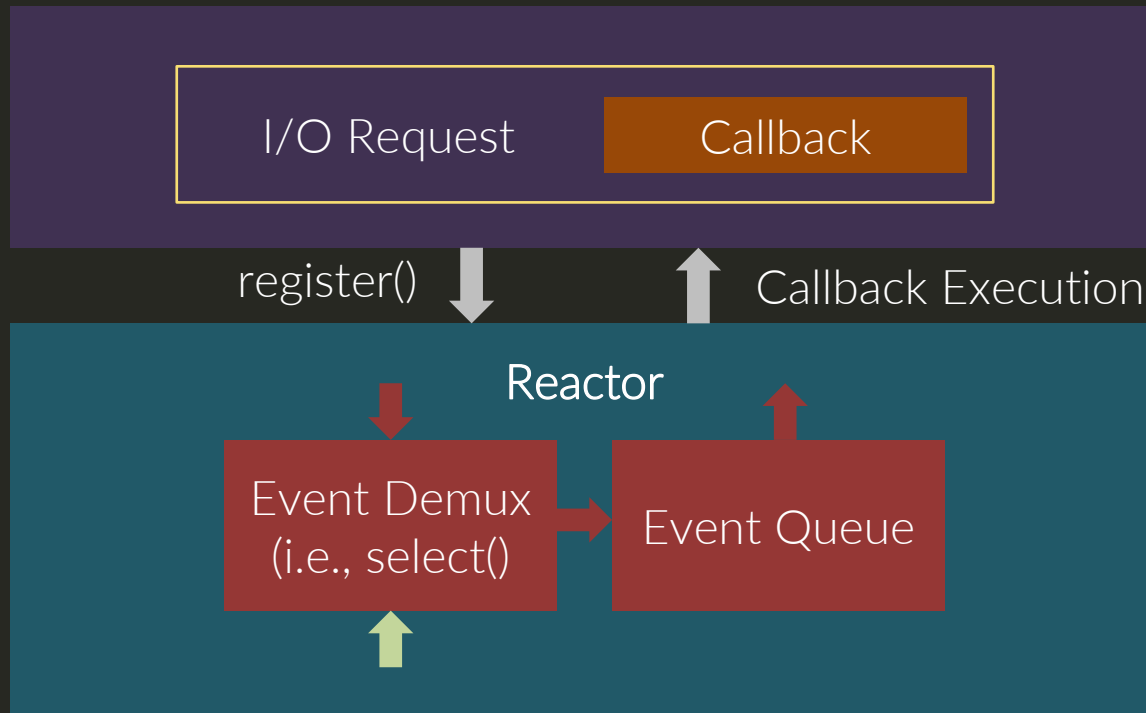 I/O Request
Callback
register()
Callback Execution
Reactor
Event Demux
(i.e., select()
Event Queue